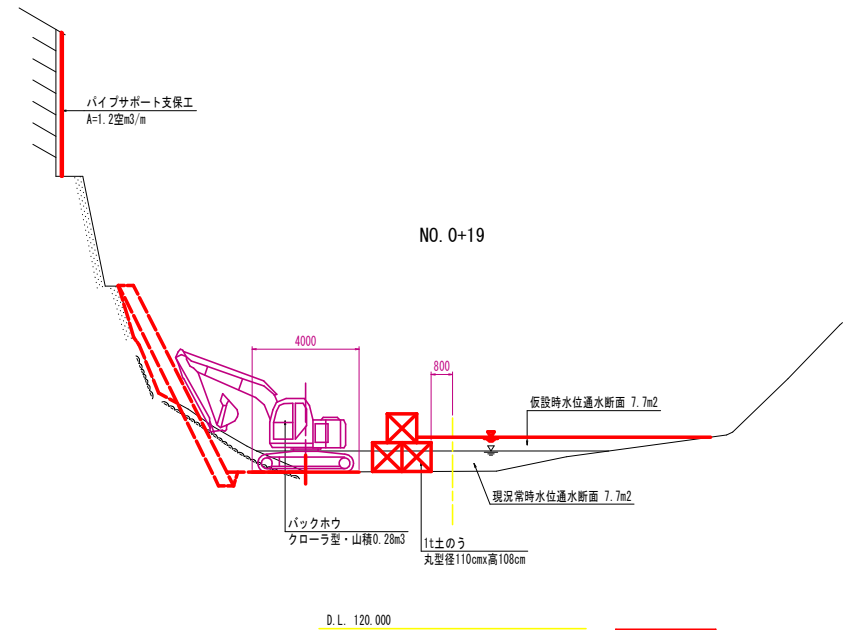 パイプサポート支保工
A=1.2空m3/m
NO.0+19
4000
800
仮設時水位通水断面 7.7m2
現況常時水位通水断面 7.7m2
バックホウ
クローラ型・山積0.28m3
1t土のう
丸型径110cmx高108cm
D.L. 120.000